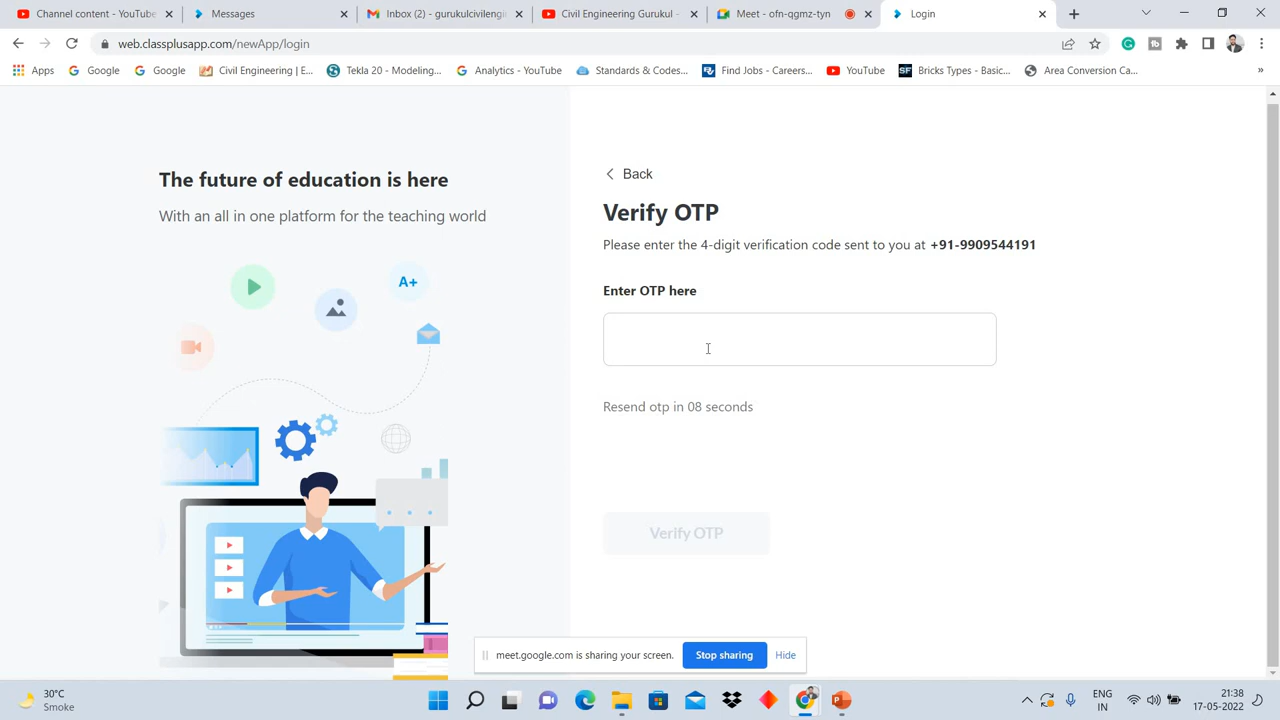 Channel content - YouTube
Messages
Inbox (2) - gurukulcivilengin
Civil Engineering Gurukul -
Meet - ofn-qgmz-tyn
Login
web.classplusapp.com/newApp/login
Apps
Google
Google
Civil Engineering | E...
Tekla 20 - Modeling...
Analytics - YouTube
Standards & Codes...
Find Jobs - Careers...
YouTube
Bricks Types - Basic...
Area Conversion Ca...
»
The future of education is here
With an all in one platform for the teaching world
A+
Back
Verify OTP
Please enter the 4-digit verification code sent to you at +91-9909544191
Enter OTP here
Resend otp in 08 seconds
Verify OTP
meet.google.com is sharing your screen.
Stop sharing
Hide
30°C
Smoke
ENG
IN
21:38
17-05-2022